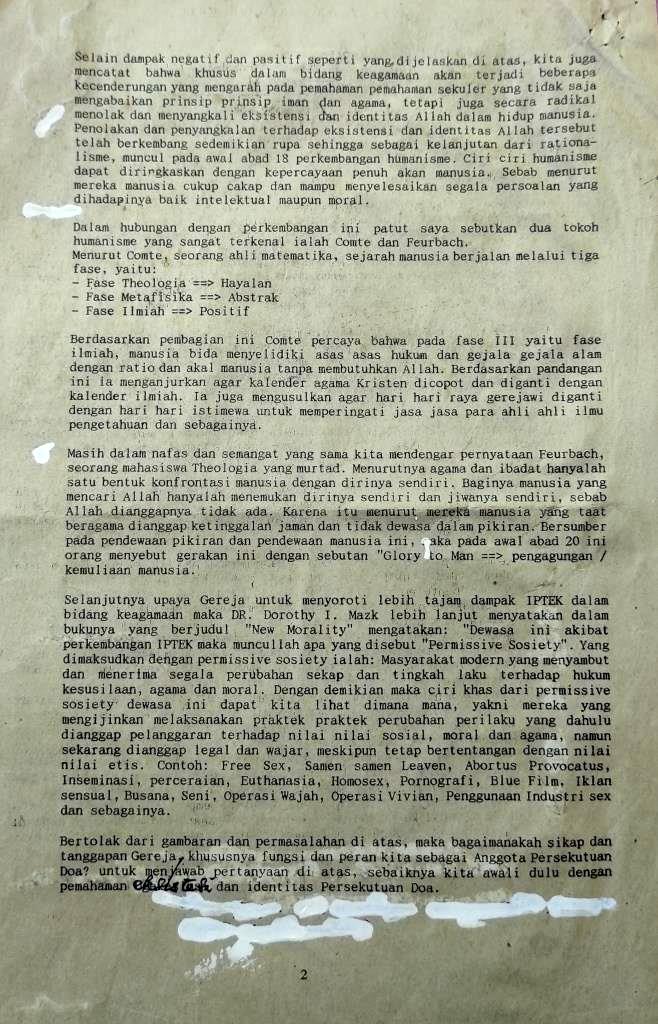 Selain dampak negatif dan pasitif seperti yang dijelaskan di atas, kita juga
mencatat bahwa khusus dalam bidang keagamaan akan terjadi beberapa
kecenderungan yang mengarah pada pemahaman pemahaman sekuler yang tidak saja
mengabaikan prinsip prinsip iman dan agama, tetapi juga secara radikal
menolak dan menyangkali eksistensi dan identitas Allah dalam hidup manusia.
Penolakan dan penyangkalan terhadap eksistensi dan identitas Allah tersebut
telah berkembang sedemikian rupa sehingga sebagai kelanjutan dari rationa-
lisme, muncul pada awal abad 18 perkembangan humanisme. Ciri ciri humanisme
dapat diringkaskan dengan kepercayaan penuh akan manusia. Sebab menurut
mereka manusia cukup cakap dan mampu menyelesaikan segala persoalan yang
dihadapinya baik intelektual maupun moral.
Dalam hubungan dengan perkembangan ini patut saya sebutkan dua tokoh
humanisme yang sangat terkenal ialah Comte dan Feurbach.
Menurut Comte, seorang ahli matematika, sejarah manusia berjalan melalui tiga
fase, yaitu:
- Fase Theologia ==> Hayalan
- Fase Metafisika ==> Abstrak
- Fase Ilmiah ==> Positif
Berdasarkan pembagian ini Comte percaya bahwa pada fase III yaitu fase
ilmiah, manusia bida menyelidiki asas asas hukum dan gejala gejala alam
dengan ratio dan akal manusia tanpa membutuhkan Allah. Berdasarkan pandangan
ini ia menganjurkan agar kalender agama Kristen dicopot dan diganti dengan
kalender ilmiah. Ia juga mengusulkan agar hari hari raya gerejawi diganti
dengan hari hari istimewa untuk memperingati jasa jasa para ahli ahli ilmu
pengetahuan dan sebagainya.
Masih dalam nafas dan semangat yang sama kita mendengar pernyataan Feurbach,
seorang mahasiswa Theologia yang murtad. Menurutnya agama dan ibadat hanyalah
satu bentuk konfrontasi manusia dengan dirinya sendiri. Baginya manusia yang
mencari Allah hanyalah menemukan dirinya sendiri dan jiwanya sendiri, sebab
Allah dianggapnya tidak ada. Karena itu menurut mereka manusia yang taat
beragama dianggap ketinggalan jaman dan tidak dewasa dalam pikiran. Bersumber
pada pendewaan pikiran dan pendewaan manusia ini, aka pada awal abad 20 ini
orang menyebut gerakan ini dengan sebutan "Glory to Man ==> pengagungan /
kemuliaan manusia.
Selanjutnya upaya Gereja untuk menyoroti lebih tajam dampak IPTEK dalam
bidang keagamaan maka DR. Dorothy I. Mazk lebih lanjut menyatakan dalam
bukunya yang berjudul "New Morality" mengatakan: "Dewasa ini akibat
perkembangan IPTEK maka muncullah apa yang disebut "Permissive Sosiety". Yang
dimaksudkan dengan permissive sosiety ialah: Masyarakat modern yang menyambut
dan menerima segala perubahan sekap dan tingkah laku terhadap hukum
kesusilaan, agama dan moral. Dengan demikian maka ciri khas dari permissive
sosiety dewasa ini dapat kita lihat dimana mana, yakni mereka yang
mengijinkan melaksanakan praktek praktek perubahan perilaku yang dahulu
dianggap pelanggaran terhadap nilai nilai sosial, moral dan agama, namun
sekarang dianggap legal dan wajar, meskipun tetap bertentangan dengan nilai
nilai etis. Contoh: Free Sex, Samen samen Leaven, Abortus Provocatus,
Inseminasi, perceraian, Euthanasia, Homosex, Pornografi, Blue Film, Iklan
sensual, Busana, Seni, Operasi Wajah, Operasi Vivian, Penggunaan Industri sex
dan sebagainya.
Bertolak dari gambaran dan permasalahan di atas, maka bagaimanakah sikap dan
tanggapan Gereja, khususnya fungsi dan peran kita sebagai Anggota Persekutuan
Doa? untuk menjawab pertanyaan di atas, sebaiknya kita awali dulu dengan
pemahaman dan identitas Persekutuan Doa.
2